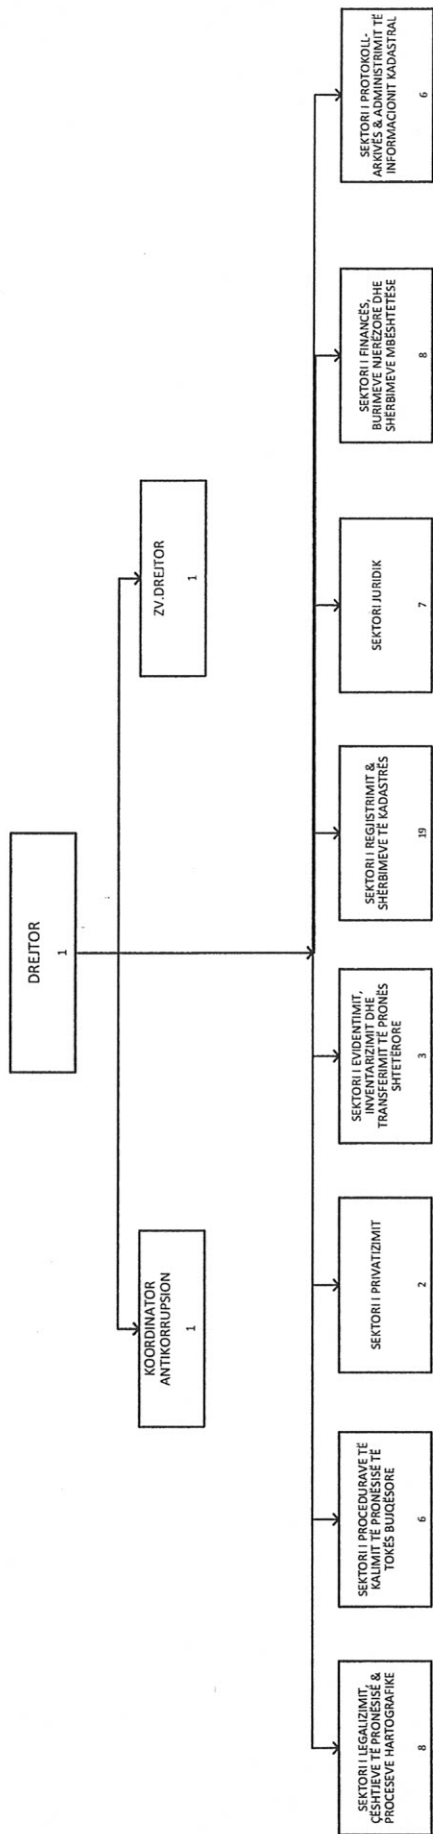 DREJTOR
1
KOORDINATOR
ANTIKORRUPSION
1
ZV.DREJTOR
1
SEKTORI I LEGALIZIMIT,
ÇËSHTJEVE TË PRONËSISË &
PROCESEVE HARTOGRAFIKE
8
SEKTORI I PROCEDURAVE TË
KALIMIT TË PRONËSISË TË
TOKËS BUJQËSORE
6
SEKTORI I PRIVATIZIMIT
2
SEKTORI I EVIDENTIMIT,
INVENTARIZIMIT DHE
TRANSFERIMIT TË PRONËS
SHTETËRORE
3
SEKTORI I REGJISTRIMIT &
SHËRBIMEVE TË KADASTRËS
19
SEKTORI JURIDIK
7
SEKTORI I FINANCËS,
BURIMEVE NJERËZORE DHE
SHËRBIMEVE MBËSHTETËSE
8
SEKTORI I PROTOKOLL-
ARKIVËS & ADMINISTRIMIT TË
INFORMACIONIT KADASTRAL
6